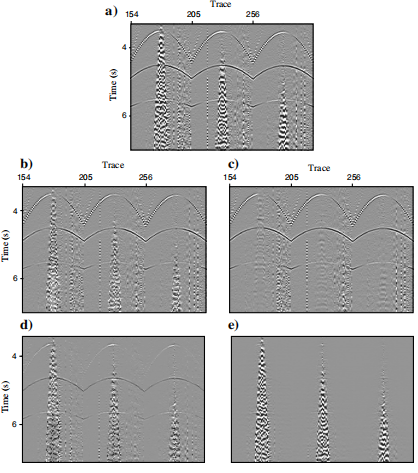 a)
Trace
154 205 256
Time (s)
4
6
b) c)
Trace Trace
154 205 256 154 205 256
Time (s)
4
6
d) e)
Time (s)
4
6